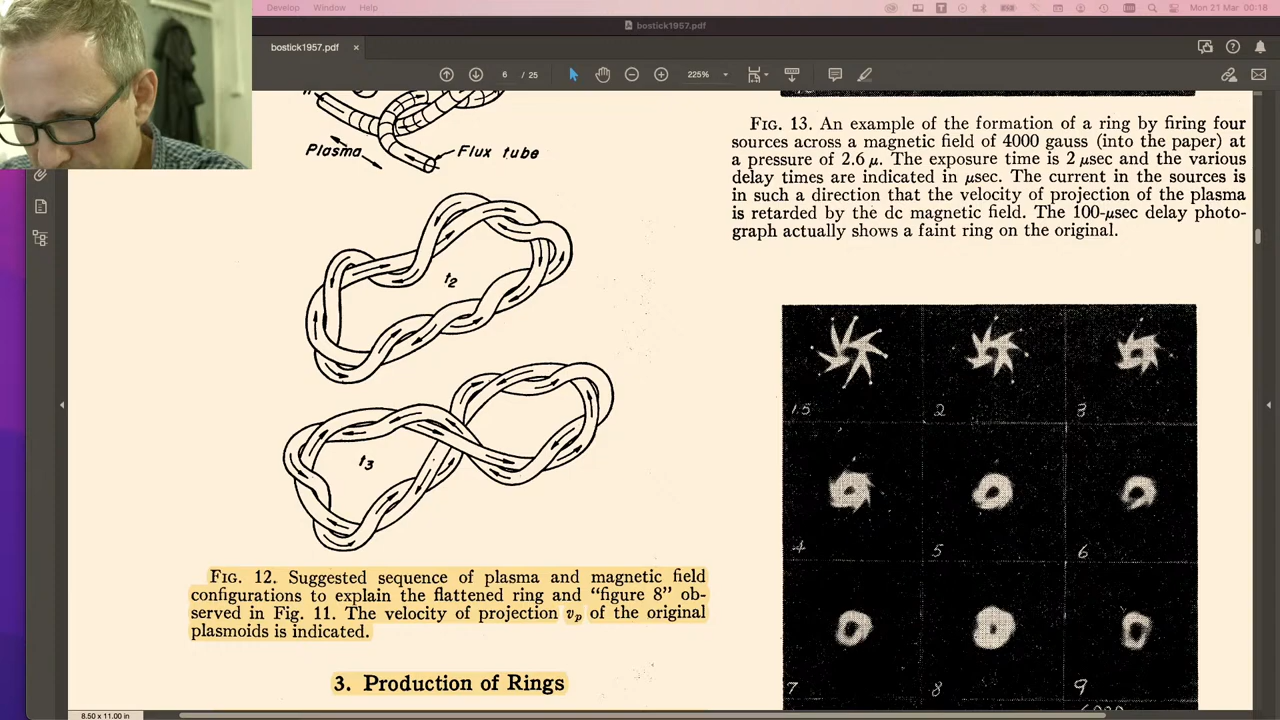 Develop Window Help
Mon 21 Mar 00:18
bostick1957.pdf
bostick1957.pdf ×
6 / 25
225%
Plasma
Flux tube
t2
t3
FIG. 12. Suggested sequence of plasma and magnetic field
configurations to explain the flattened ring and “figure 8” ob-
served in Fig. 11. The velocity of projection vp of the original
plasmoids is indicated.
3. Production of Rings
FIG. 13. An example of the formation of a ring by firing four
sources across a magnetic field of 4000 gauss (into the paper) at
a pressure of 2.6 μ. The exposure time is 2 μsec and the various
delay times are indicated in μsec. The current in the sources is
in such a direction that the velocity of projection of the plasma
is retarded by the dc magnetic field. The 100-μsec delay photo-
graph actually shows a faint ring on the original.
1.5 2 3
4 5 6
7 8 9
8.50 x 11.00 in